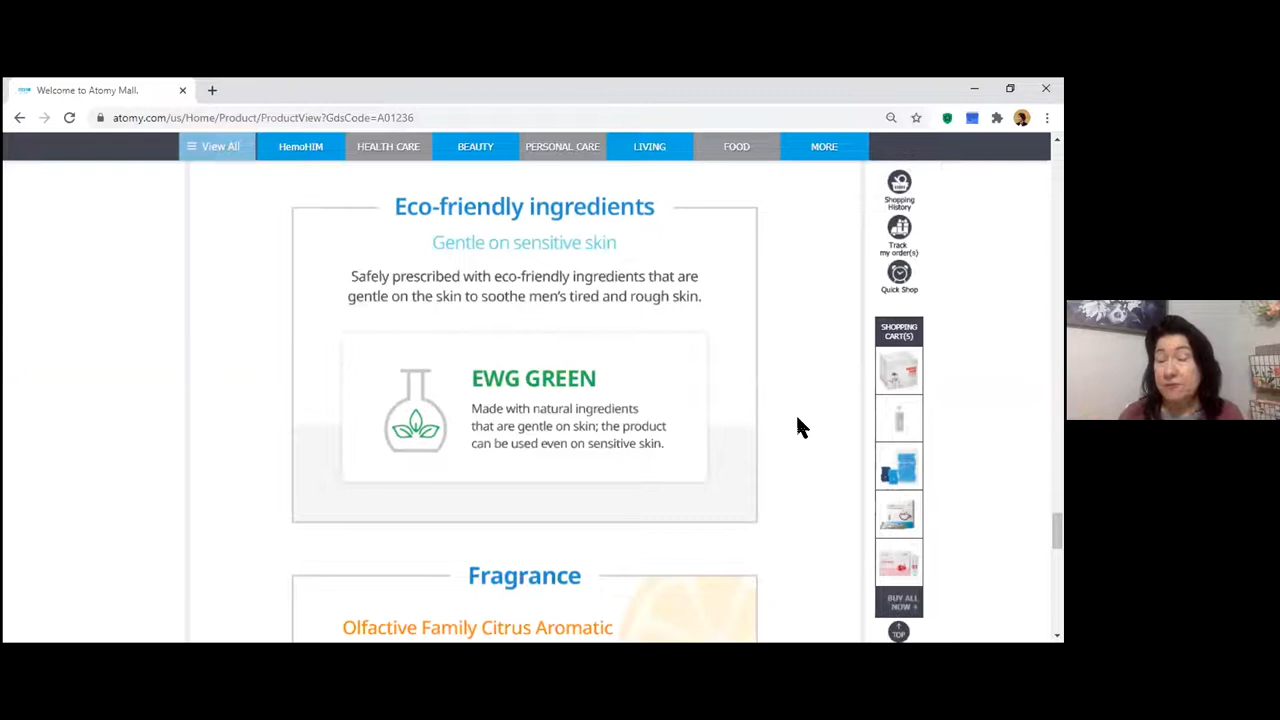 Welcome to Atomy Mall.
atomy.com/us/Home/Product/ProductView?GdsCode=A01236
View All
HemoHIM
HEALTH CARE
BEAUTY
PERSONAL CARE
LIVING
FOOD
MORE
Eco-friendly ingredients
Gentle on sensitive skin
Safely prescribed with eco-friendly ingredients that are
gentle on the skin to soothe men's tired and rough skin.
EWG GREEN
Made with natural ingredients
that are gentle on skin; the product
can be used even on sensitive skin.
Fragrance
Olfactive Family Citrus Aromatic
Shopping
History
Track
my order(s)
Quick Shop
SHOPPING
CART(S)
BUY ALL
NOW +
TOP